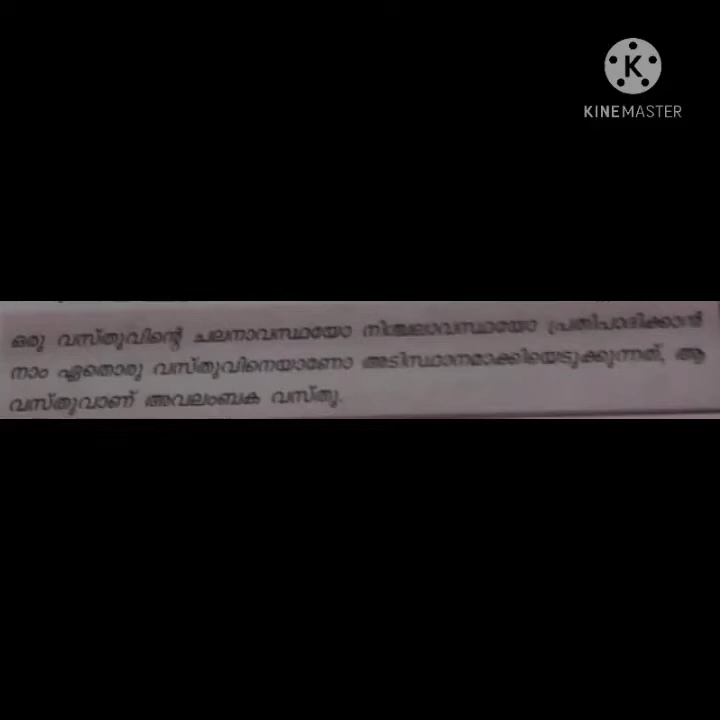 KINEMASTER
ഒരു വസ്തുവിന്റെ ചലനാവസ്ഥയോ നിശ്ചലാവസ്ഥയോ പ്രതിപാദിക്കാൻ
നാം ഏതൊരു വസ്തുവിനെയാണോ അടിസ്ഥാനമാക്കിയെടുക്കുന്നത്, ആ
വസ്തുവാണ് അവലംബക വസ്തു.